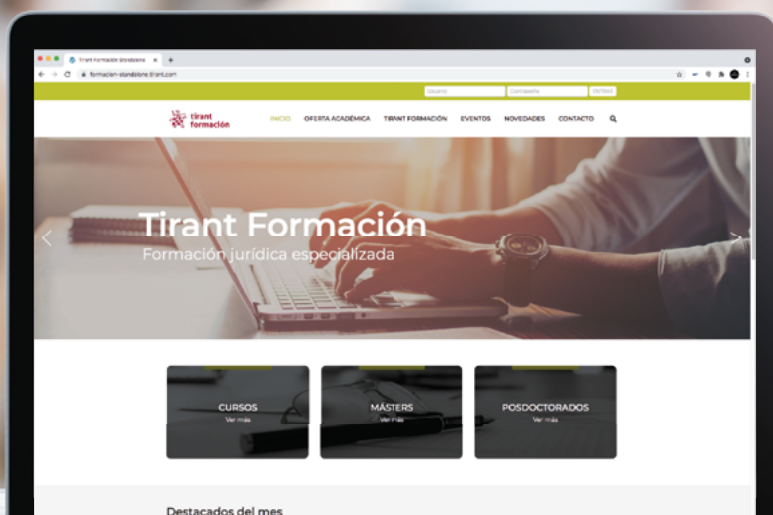 Tirant Formación Standalone
formacion-standalone.tirant.com
Usuario Contraseña ENTRAR
tirant
formación
INICIO OFERTA ACADÉMICA TIRANT FORMACIÓN EVENTOS NOVEDADES CONTACTO
Tirant Formación
Formación jurídica especializada
CURSOS MÁSTERS POSDOCTORADOS
Ver más Ver más Ver más
Destacados del mes